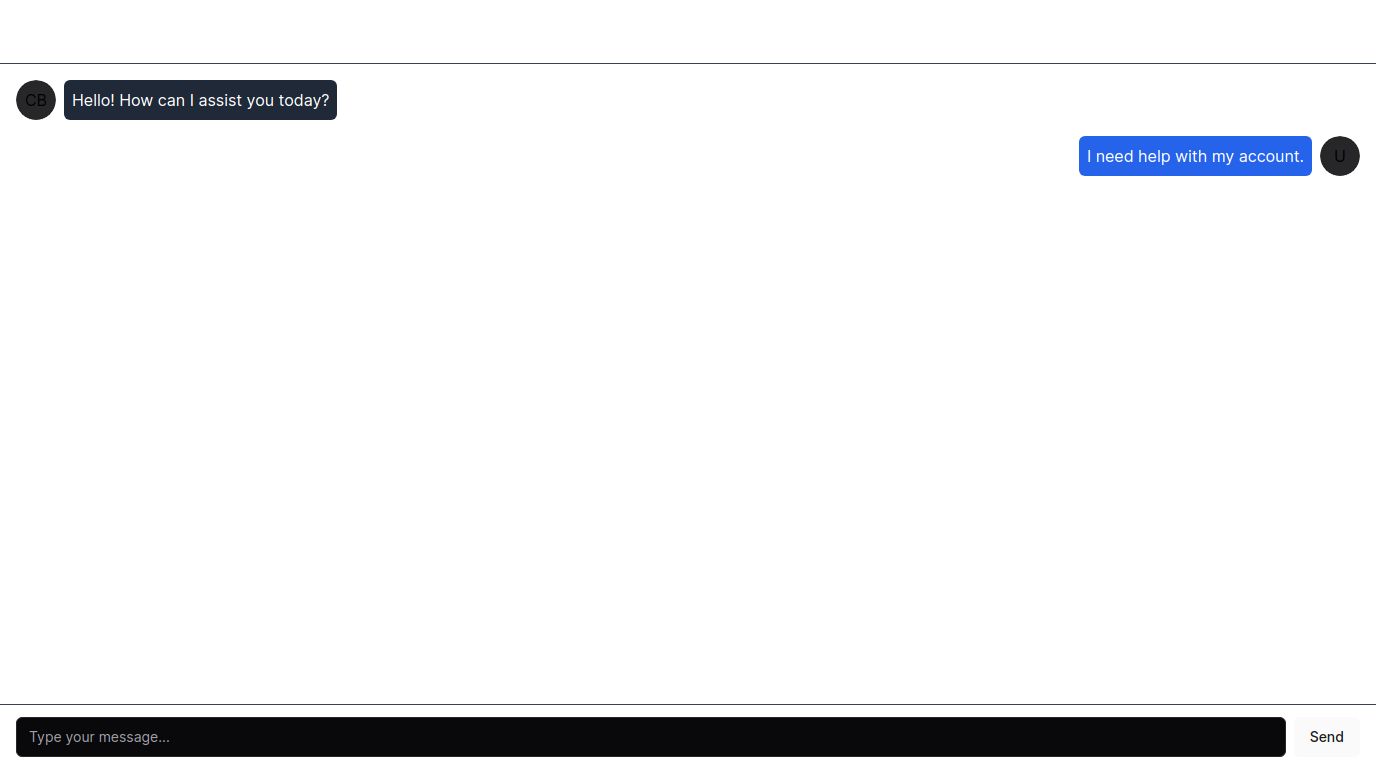 CB
Hello! How can I assist you today?
I need help with my account.
U
Type your message...
Send